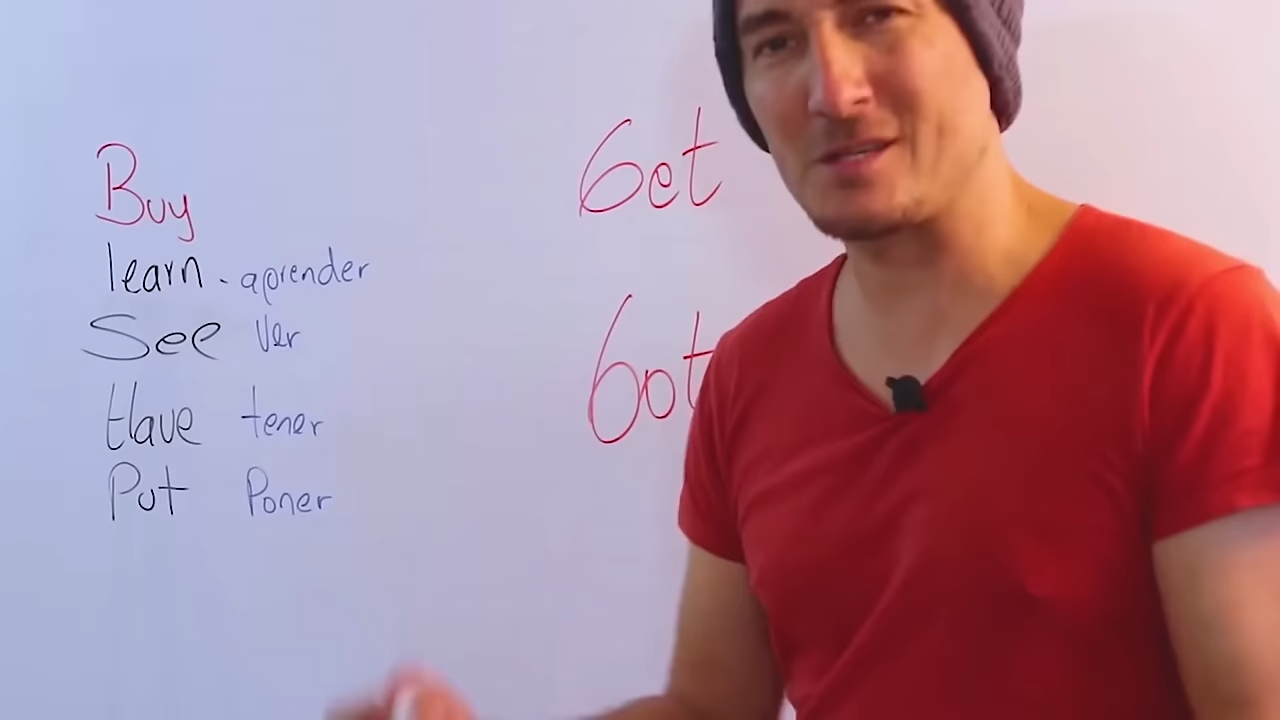 Buy
learn - aprender
See Ver
Have tener
Put Poner
Get
Got